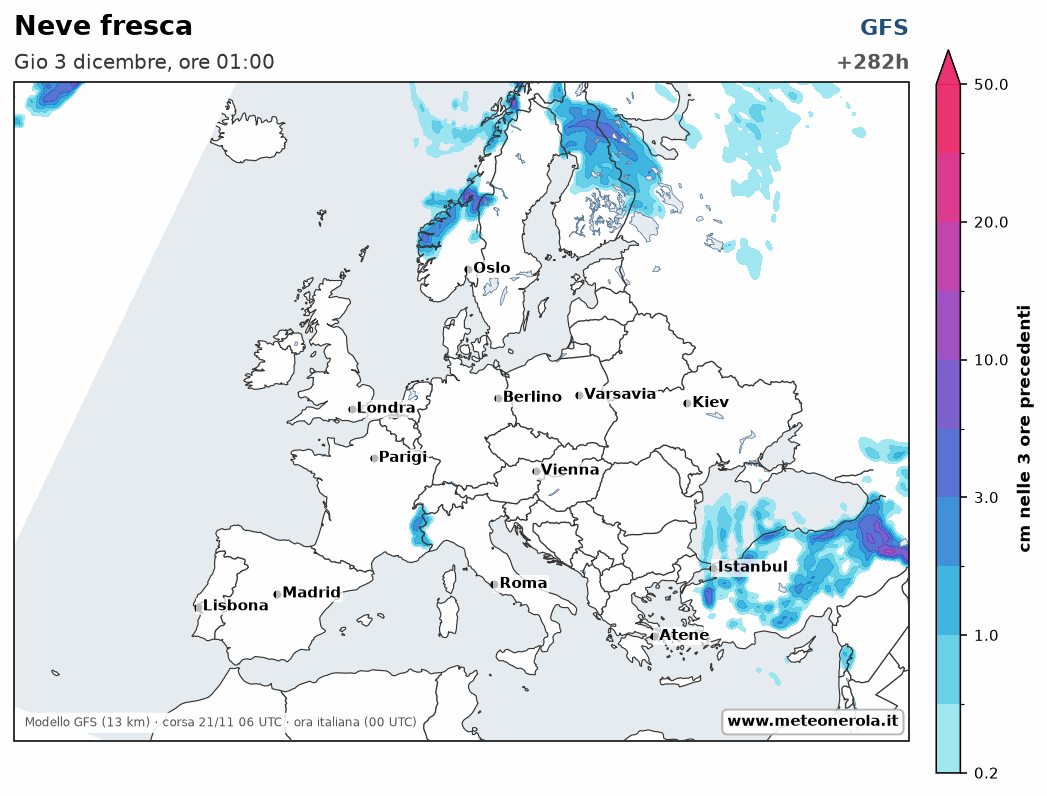 Neve fresca
GFS
Gio 3 dicembre, ore 01:00
+282h
50.0
20.0
10.0
3.0
1.0
0.2
cm nelle 3 ore precedenti
Oslo
Berlino
Varsavia
Kiev
Londra
Parigi
Vienna
Istanbul
Roma
Madrid
Lisbona
Atene
Modello GFS (13 km) · corsa 21/11 06 UTC · ora italiana (00 UTC)
www.meteonerola.it